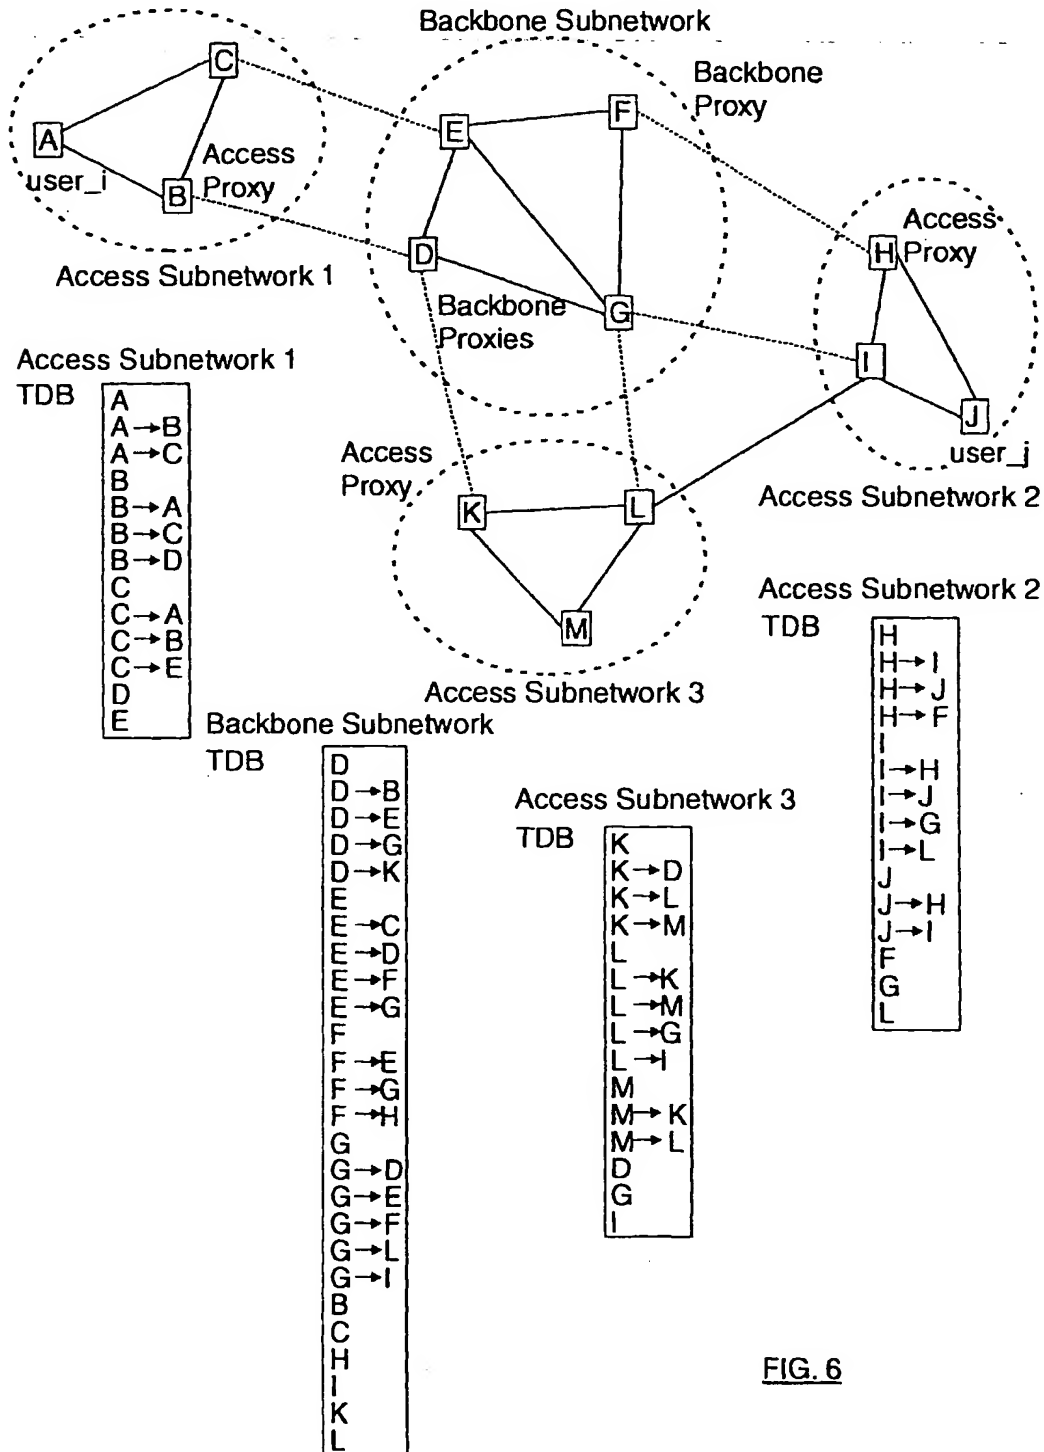 Backbone Subnetwork
C
Backbone
Proxy
F
E
A
user_i
Access
Proxy
B
Access
Proxy
H
D
Access Subnetwork 1
Backbone
Proxies
G
I
J
user_j
Access Subnetwork 1
TDB
A
A→B
A→C
B
B→A
B→C
B→D
C
C→A
C→B
C→E
D
E
Access
Proxy
K
L
M
Access Subnetwork 2
Access Subnetwork 3
Access Subnetwork 2
TDB
H
H→I
H→J
H→F
I
I→H
I→J
I→G
I→L
J
J→H
J→I
F
G
L
Backbone Subnetwork
TDB
D
D→B
D→E
D→G
D→K
E
E→C
E→D
E→F
E→G
F
F→E
F→G
F→H
G
G→D
G→E
G→F
G→L
G→I
B
C
H
I
K
L
Access Subnetwork 3
TDB
K
K→D
K→L
K→M
L
L→K
L→M
L→G
L→I
M
M→K
M→L
D
G
I
FIG. 6